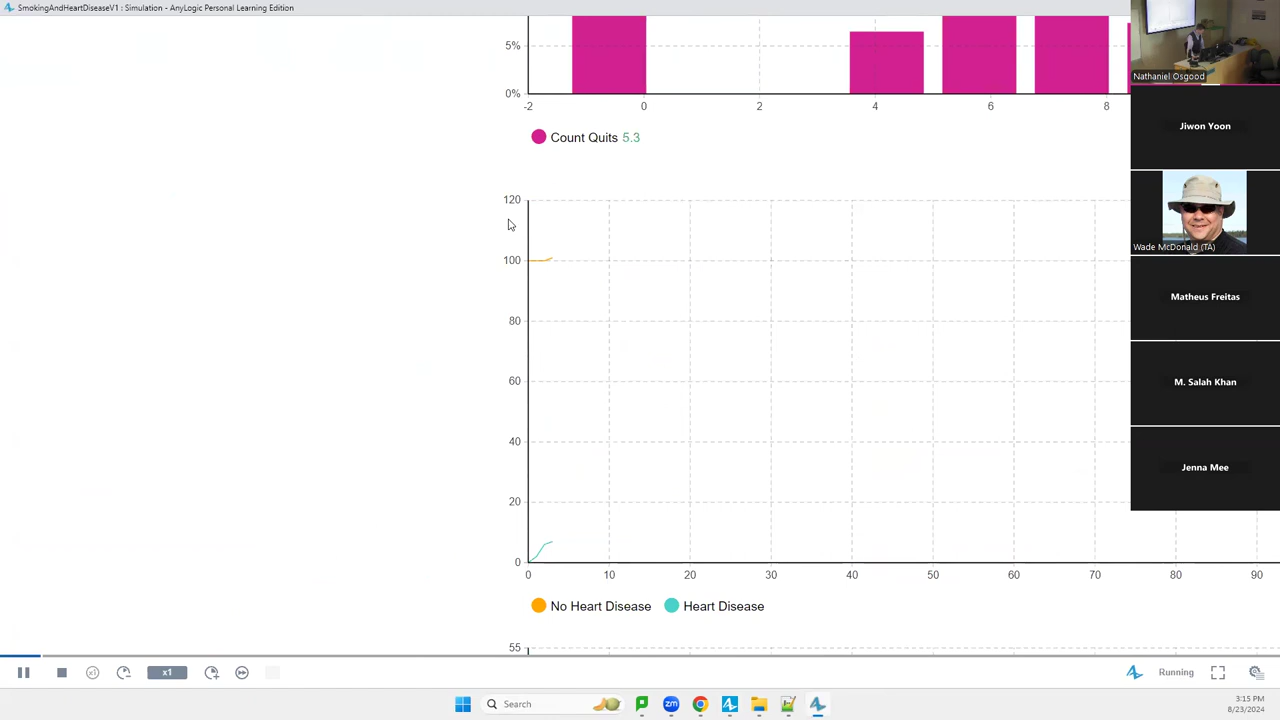 SmokingAndHeartDiseaseV1 : Simulation - AnyLogic Personal Learning Edition
5%
0%
-2 0 2 4 6 8
Count Quits 5.3
120
100
80
60
40
20
0
0 10 20 30 40 50 60 70 80 90
No Heart Disease Heart Disease
55
Nathaniel Osgood
Jiwon Yoon
Wade McDonald (TA)
Matheus Freitas
M. Salah Khan
Jenna Mee
x1 x1 Running
Search zm
3:15 PM
8/23/2024